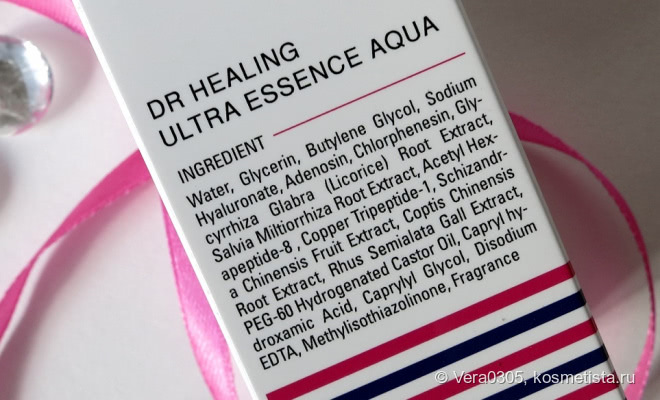 DR HEALING
ULTRA ESSENCE AQUA
INGREDIENT
Water, Glycerin, Butylene Glycol, Sodium
Hyaluronate, Adenosin, Chlorphenesin, Gly-
cyrrhiza Glabra (Licorice) Root Extract,
Salvia Miltiorrhiza Root Extract, Acetyl Hex-
apeptide-8 , Copper Tripeptide-1, Schizandr-
a Chinensis Fruit Extract, Coptis Chinensis
Root Extract, Rhus Semialata Gall Extract,
PEG-60 Hydrogenated Castor Oil, Capryl hy-
droxamic Acid, Caprylyl Glycol, Disodium
EDTA, Methylisothiazolinone, Fragrance
© Vera0305, kosmetista.ru